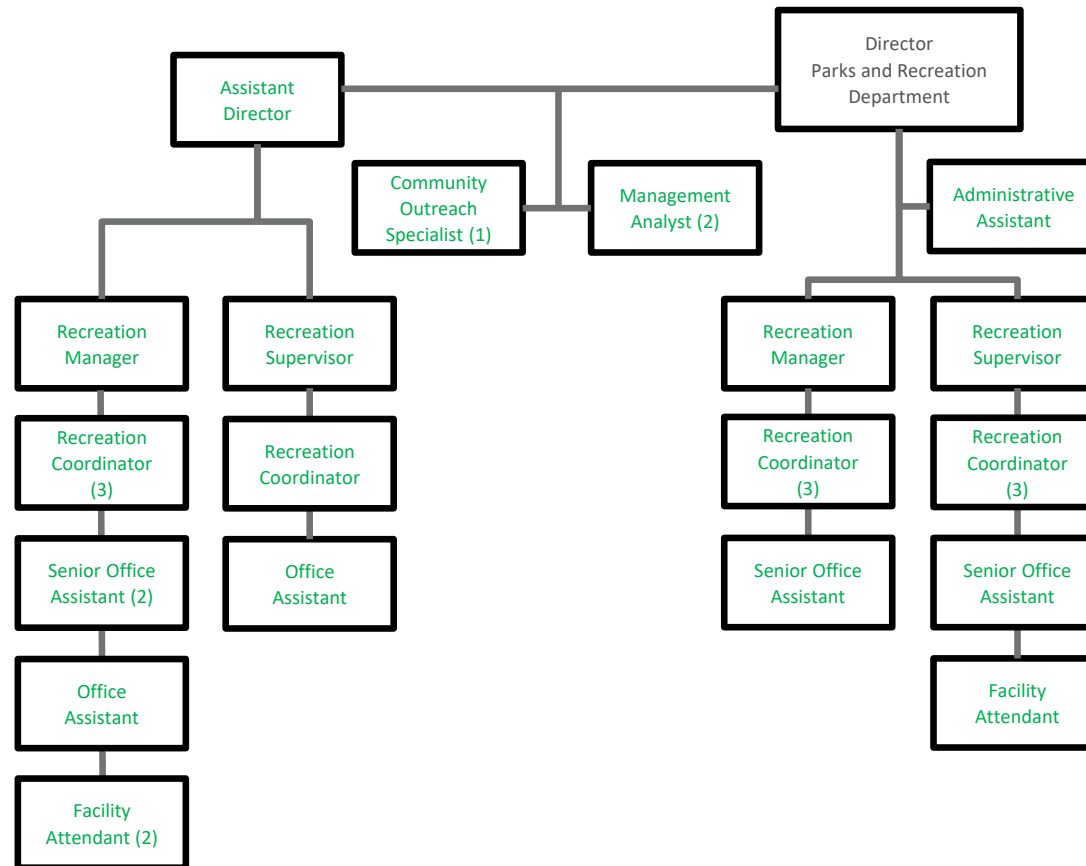 Director
Parks and Recreation
Department
Assistant
Director
Community
Outreach
Specialist (1)
Management
Analyst (2)
Administrative
Assistant
Recreation
Manager
Recreation
Supervisor
Recreation
Manager
Recreation
Supervisor
Recreation
Coordinator
(3)
Recreation
Coordinator
Recreation
Coordinator
(3)
Recreation
Coordinator
(3)
Senior Office
Assistant (2)
Office
Assistant
Senior Office
Assistant
Senior Office
Assistant
Office
Assistant
Facility
Attendant
Facility
Attendant (2)